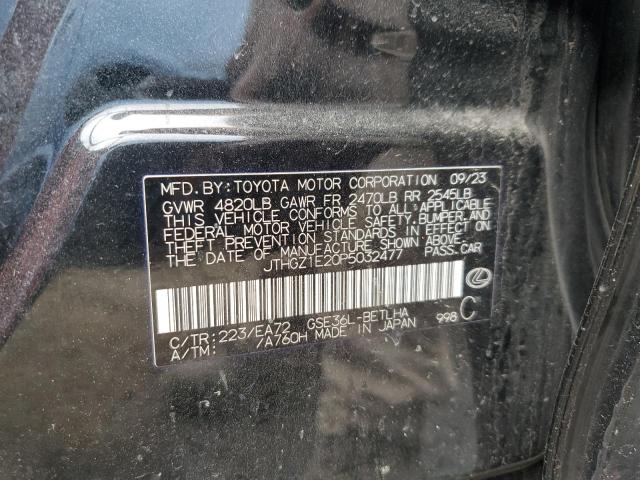 MFD. BY: TOYOTA MOTOR CORPORATION 09/23
GVWR 4820LB GAWR FR 2470LB RR 2545LB
THIS VEHICLE CONFORMS TO ALL APPLICABLE
FEDERAL MOTOR VEHICLE SAFETY, BUMPER, AND
THEFT PREVENTION STANDARDS IN EFFECT ON
THE DATE OF MANUFACTURE SHOWN ABOVE.
JTHGZ1E20P5032477 PASS.CAR
C/TR: 223/EA72 GSE36L-BETLHA 998 C
A/TM: /A760H MADE IN JAPAN